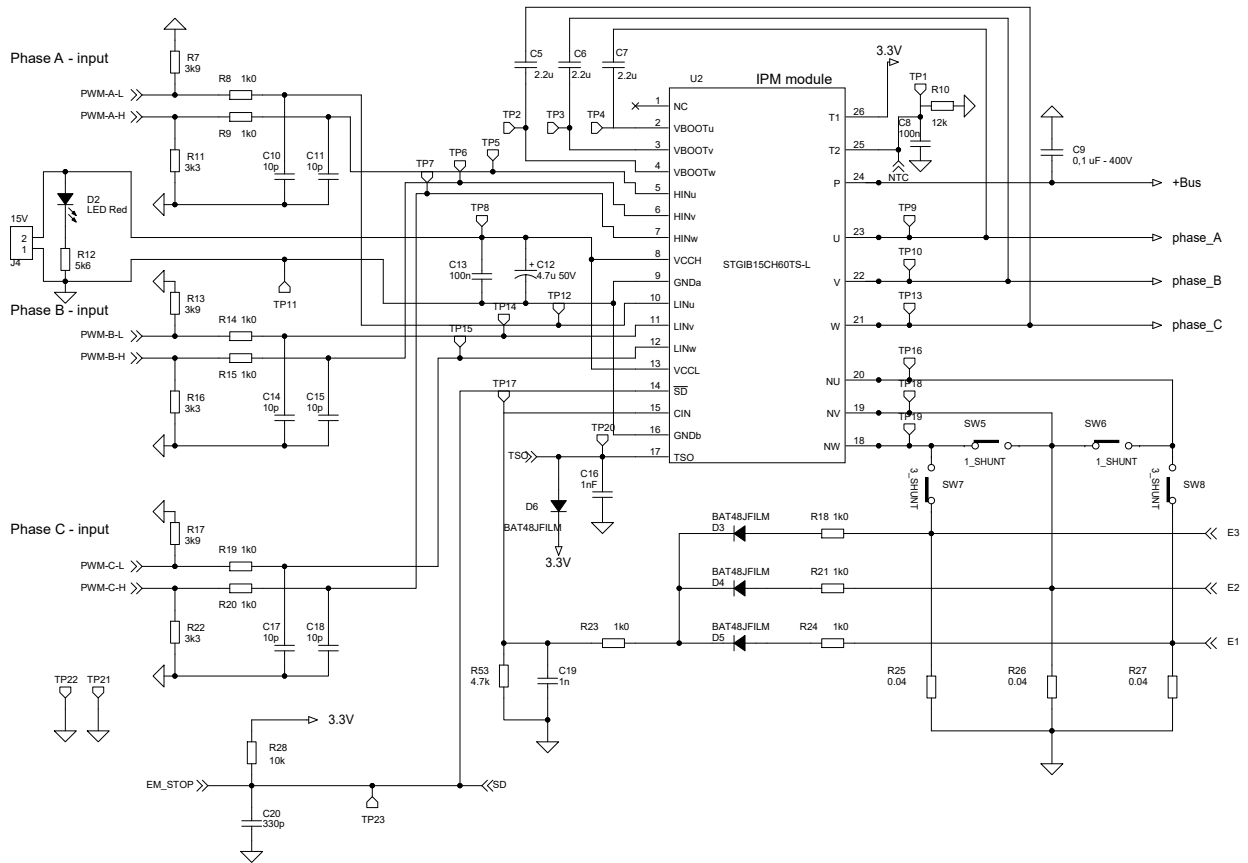 Phase A - input
R7
3k9
R8 1k0
PWM-A-L
PWM-A-H
R9 1k0
R11
3k3
C10
10p
C11
10p
C5
2.2u
C6
2.2u
C7
2.2u
TP2
TP3
TP4
TP5
TP6
TP7
15V
2
1
J4
D2
LED Red
R12
5k6
TP8
C13
100n
+
C12
4.7u 50V
TP11
TP12
TP14
TP15
U2
IPM module
STGIB15CH60TS-L
1 NC
2 VBOOTu
3 VBOOTv
4 VBOOTw
5 HINu
6 HINv
7 HINw
8 VCCH
9 GNDa
10 LINu
11 LINv
12 LINw
13 VCCL
14 SD
15 CIN
16 GNDb
17 TSO
T1 26
T2 25
P 24
U 23
V 22
W 21
NU 20
NV 19
NW 18
3.3V
TP1
R10
12k
C8
100n
NTC
C9
0,1 uF - 400V
+Bus
TP9
phase_A
TP10
phase_B
TP13
phase_C
TP16
TP18
TP19
SW5
1_SHUNT
SW6
1_SHUNT
3_SHUNT
SW7
3_SHUNT
SW8
Phase B - input
R13
3k9
R14 1k0
PWM-B-L
PWM-B-H
R15 1k0
R16
3k3
C14
10p
C15
10p
TP17
TP20
TSO
C16
1nF
D6
BAT48JFILM
3.3V
Phase C - input
R17
3k9
R19 1k0
PWM-C-L
PWM-C-H
R20 1k0
R22
3k3
C17
10p
C18
10p
BAT48JFILM
D3
R18 1k0
E3
BAT48JFILM
D4
R21 1k0
E2
BAT48JFILM
D5
R24 1k0
E1
R23 1k0
R53
4.7k
C19
1n
R25
0.04
R26
0.04
R27
0.04
TP22
TP21
3.3V
R28
10k
EM_STOP
SD
C20
330p
TP23